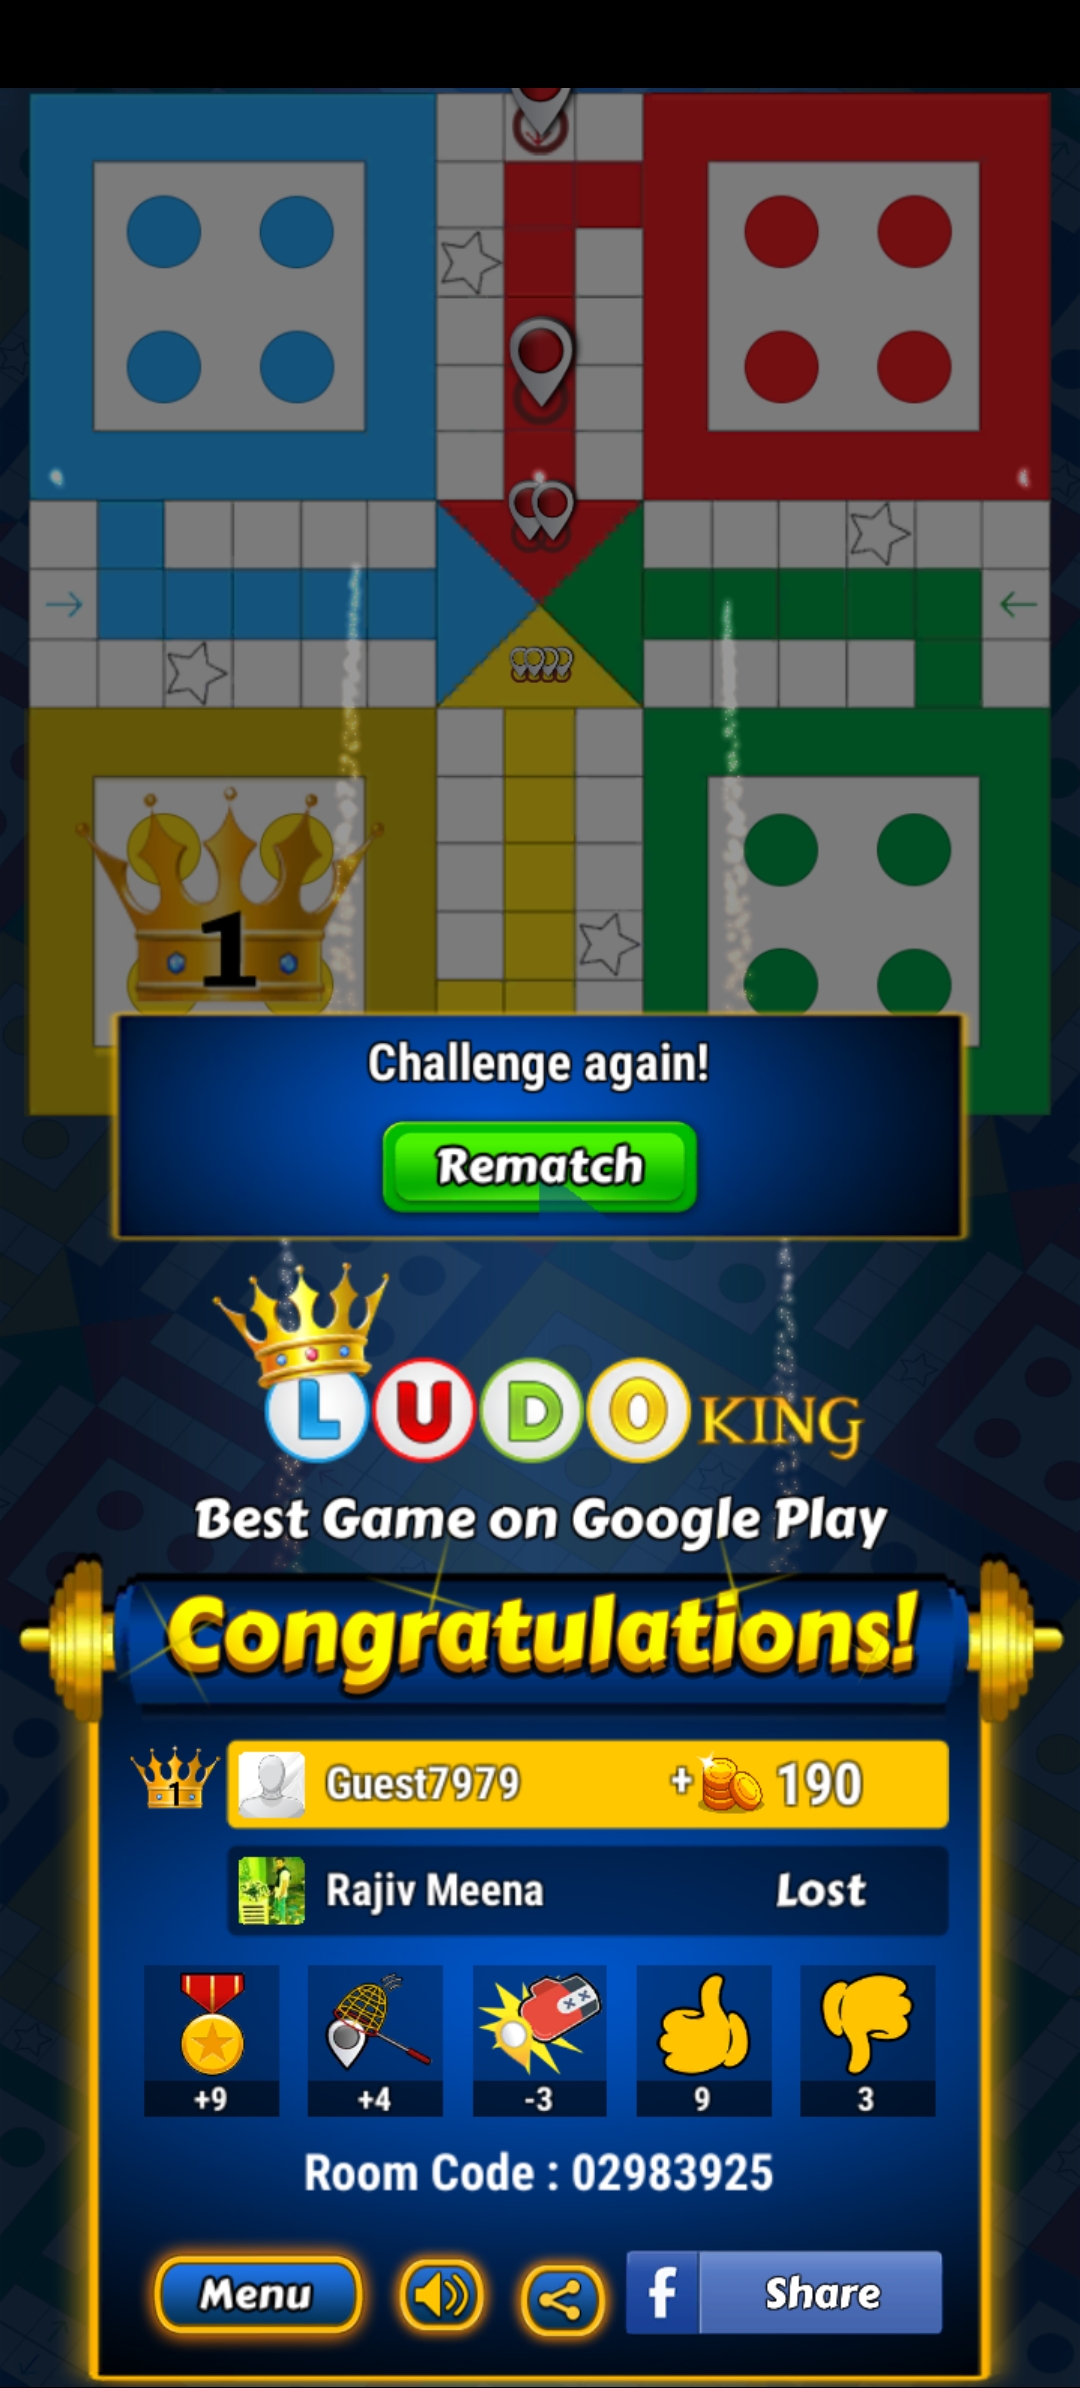 1
Challenge again!
Rematch
LUDO KING
Best Game on Google Play
Congratulations!
1 Guest7979 + 190
Rajiv Meena Lost
+9 +4 -3 9 3
Room Code : 02983925
Menu f Share